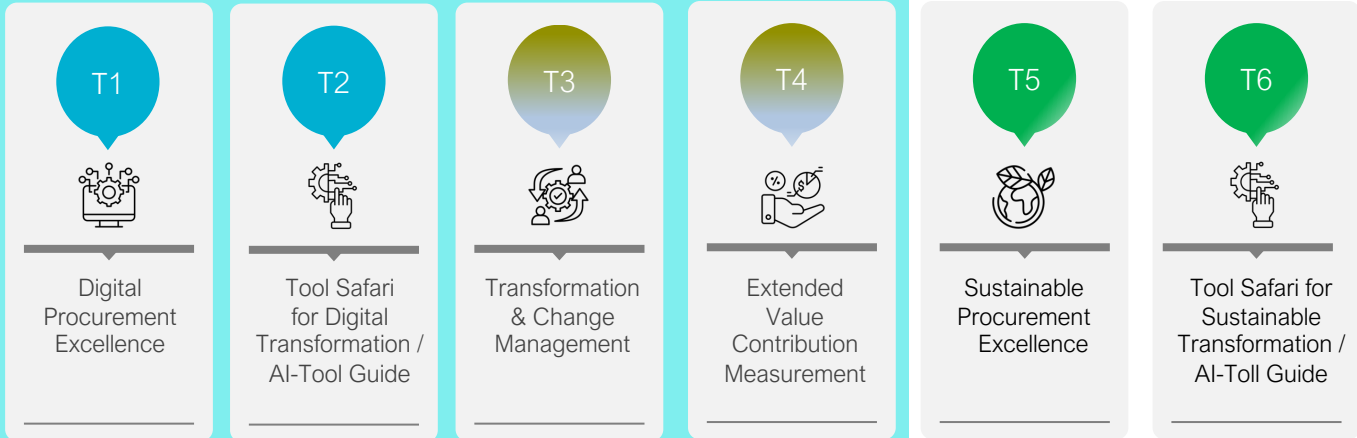 T1
Digital
Procurement
Excellence
T2
Tool Safari
for Digital
Transformation /
AI-Tool Guide
T3
Transformation
& Change
Management
T4
%
$
Extended
Value
Contribution
Measurement
T5
Sustainable
Procurement
Excellence
T6
Tool Safari for
Sustainable
Transformation /
AI-Toll Guide